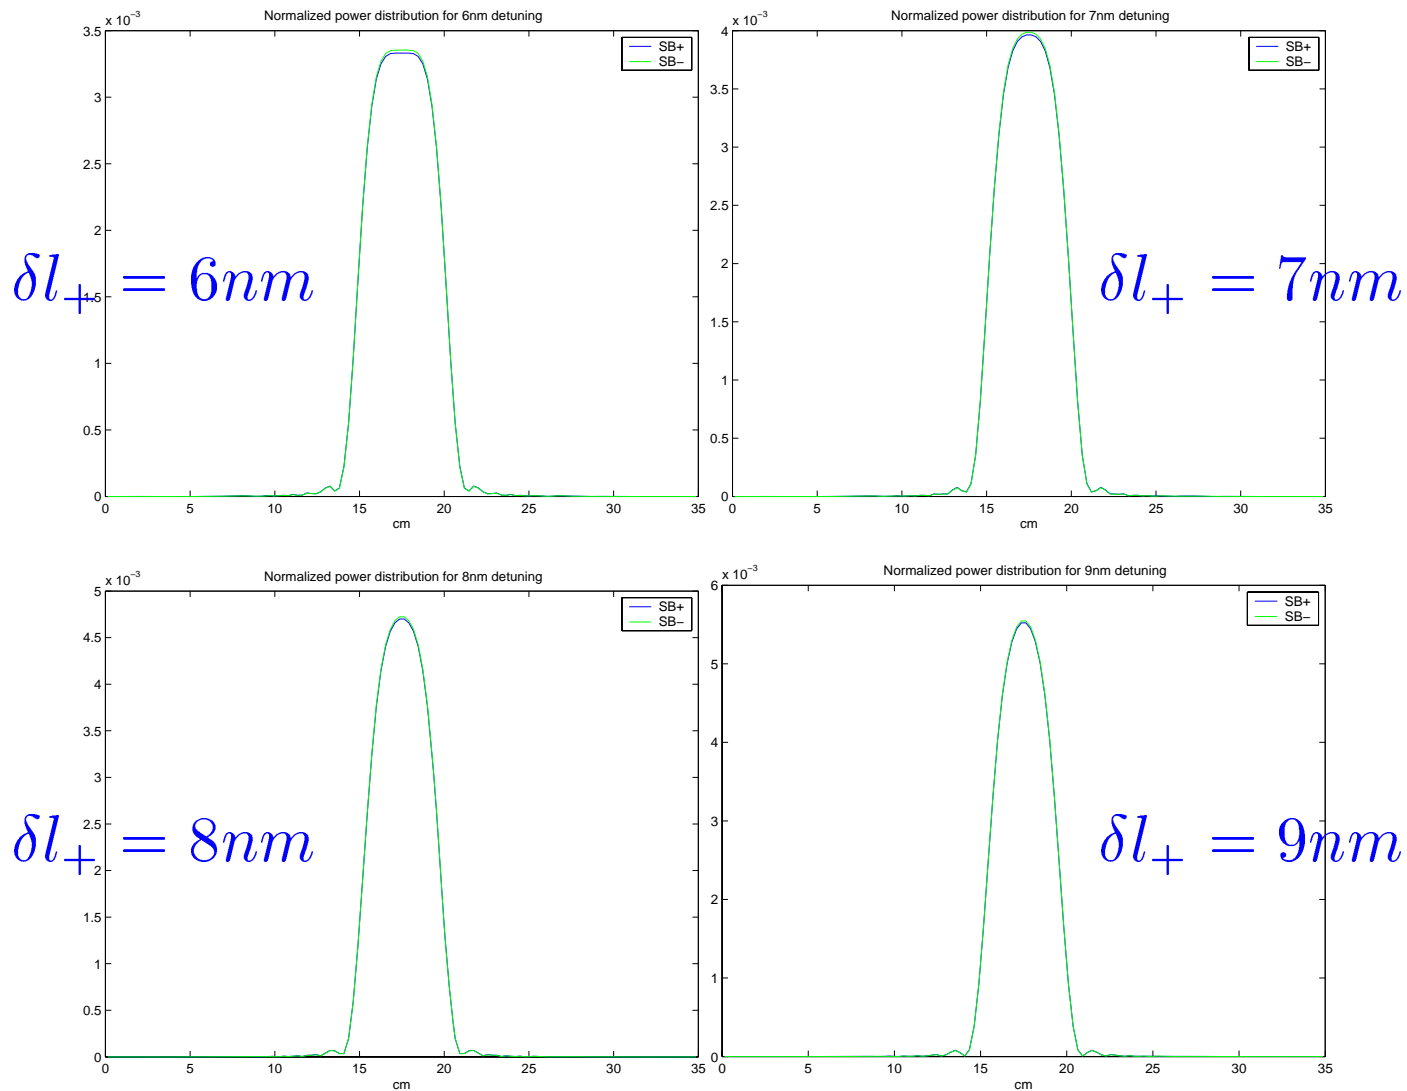 Normalized power distribution for 6nm detuning
x 10⁻³
3.5
3
2.5
2
1.5
1
0.5
0
0 5 10 15 20 25 30 35
cm
SB+
SB−
δl₊ = 6nm
Normalized power distribution for 7nm detuning
x 10⁻³
4
3.5
3
2.5
2
1.5
1
0.5
0
0 5 10 15 20 25 30 35
cm
SB+
SB−
δl₊ = 7nm
Normalized power distribution for 8nm detuning
x 10⁻³
5
4.5
4
3.5
3
2.5
2
1.5
1
0.5
0
0 5 10 15 20 25 30 35
cm
SB+
SB−
δl₊ = 8nm
Normalized power distribution for 9nm detuning
x 10⁻³
6
5
4
3
2
1
0
0 5 10 15 20 25 30 35
cm
SB+
SB−
δl₊ = 9nm